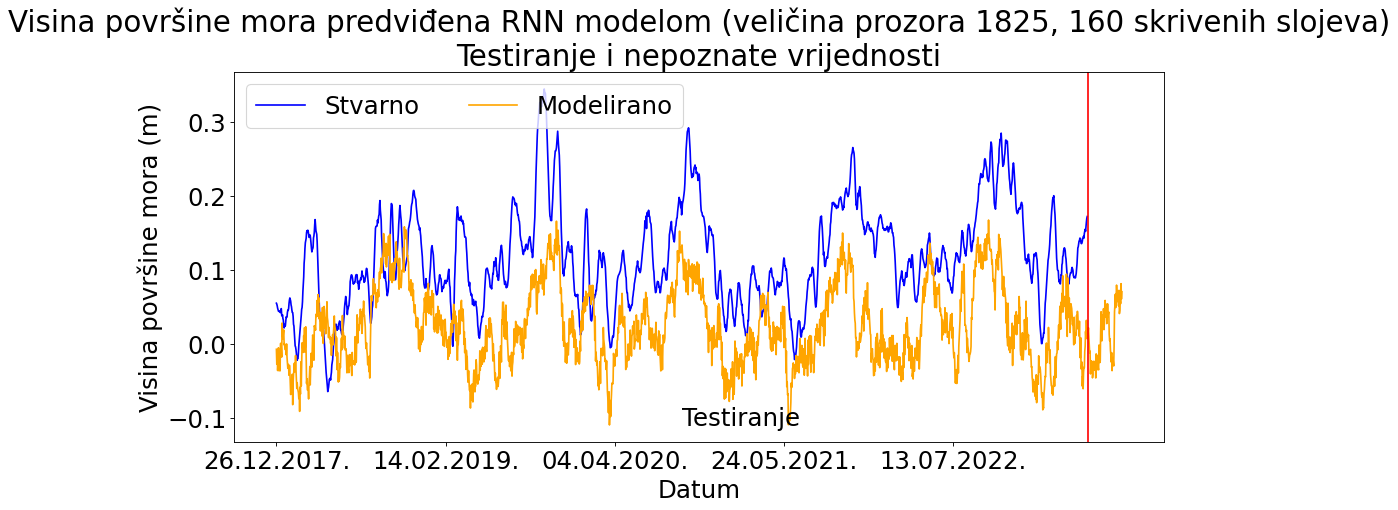 Visina površine mora predviđena RNN modelom (veličina prozora 1825, 160 skrivenih slojeva)
Testiranje i nepoznate vrijednosti
Stvarno Modelirano
Visina površine mora (m)
0.3
0.2
0.1
0.0
−0.1
Testiranje
26.12.2017. 14.02.2019. 04.04.2020. 24.05.2021. 13.07.2022.
Datum